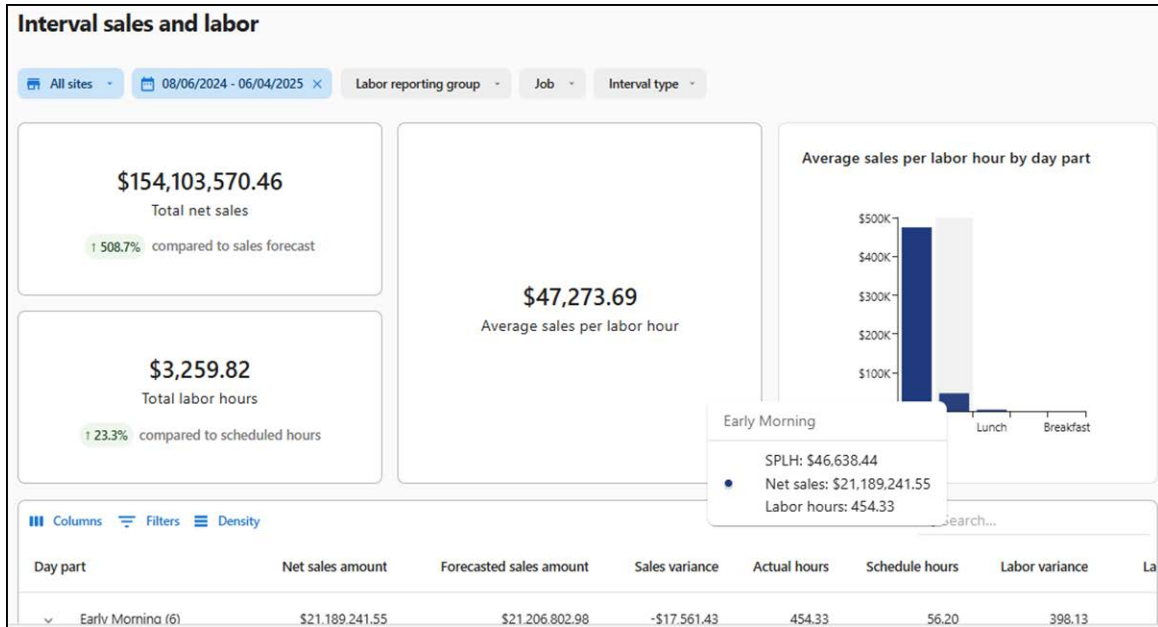 Interval sales and labor
All sites
08/06/2024 - 06/04/2025
Labor reporting group
Job
Interval type
$154,103,570.46
Total net sales
↑ 508.7% compared to sales forecast
$3,259.82
Total labor hours
↑ 23.3% compared to scheduled hours
$47,273.69
Average sales per labor hour
Average sales per labor hour by day part
$500K
$400K
$300K
$200K
$100K
Lunch Breakfast
Early Morning
SPLH: $46,638.44
Net sales: $21,189,241.55
Labor hours: 454.33
Columns Filters Density
Search...
Day part Net sales amount Forecasted sales amount Sales variance Actual hours Schedule hours Labor variance La
Early Morning (6) $21,189,241.55 $21,206,802.98 -$17,561.43 454.33 56.20 398.13